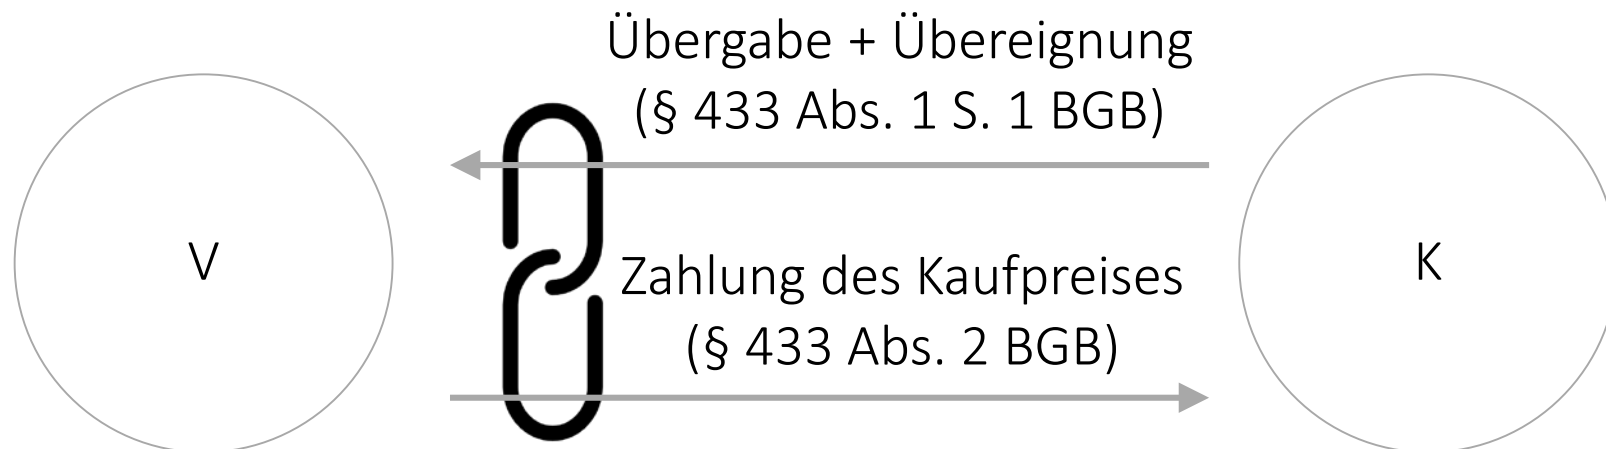 Übergabe + Übereignung
(§ 433 Abs. 1 S. 1 BGB)
V
K
Zahlung des Kaufpreises
(§ 433 Abs. 2 BGB)